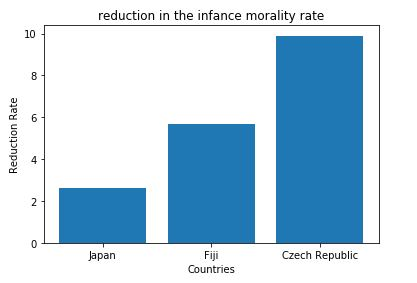 reduction in the infance morality rate
10
8
6
4
2
0
Reduction Rate
Japan Fiji Czech Republic
Countries